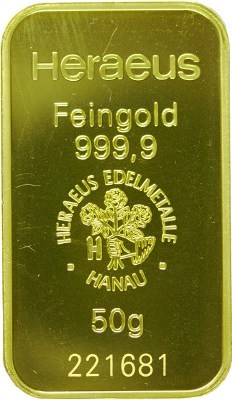 Heraeus
Feingold
999,9
HERAEUS EDELMETALLE
H
HANAU
50g
221681